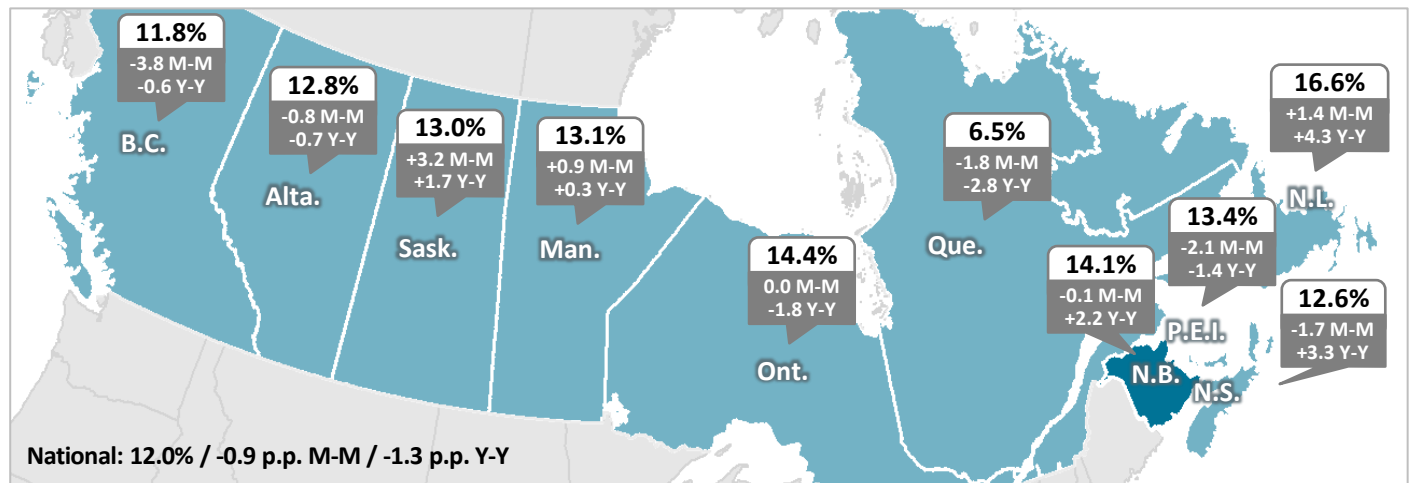 11.8%
-3.8 M-M
-0.6 Y-Y
B.C.
12.8%
-0.8 M-M
-0.7 Y-Y
Alta.
13.0%
+3.2 M-M
+1.7 Y-Y
Sask.
13.1%
+0.9 M-M
+0.3 Y-Y
Man.
14.4%
0.0 M-M
-1.8 Y-Y
Ont.
6.5%
-1.8 M-M
-2.8 Y-Y
Que.
16.6%
+1.4 M-M
+4.3 Y-Y
N.L.
13.4%
-2.1 M-M
-1.4 Y-Y
P.E.I.
14.1%
-0.1 M-M
+2.2 Y-Y
N.B.
12.6%
-1.7 M-M
+3.3 Y-Y
N.S.
National: 12.0% / -0.9 p.p. M-M / -1.3 p.p. Y-Y